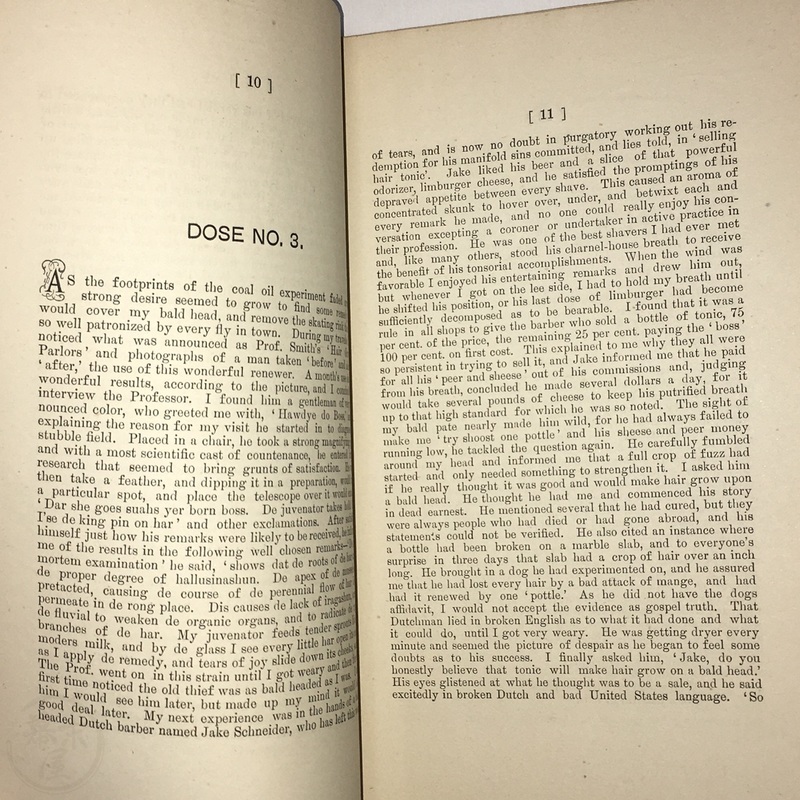 [ 10 ]
DOSE NO. 3.
AS the footprints of the coal oil experiment faded
strong desire seemed to grow to find some
would cover my bald head, and remove the skating rink
so well patronized by every fly in town. During my
noticed what was announced as Prof. Smith's 'Hair
Parlors' and photographs of a man taken 'before' and
'after,' the use of this wonderful renewer. A month's
wonderful results, according to the picture, and I
interview the Professor. I found him a gentleman of
nounced color, who greeted me with, 'Hawdye do Boss,'
explaining the reason for my visit he started in to
stubble field. Placed in a chair, he took a strong magnifying
and with a most scientific cast of countenance, he entered
research that seemed to bring grunts of satisfaction. He
then take a feather, and dipping it in a preparation, would
a particular spot, and place the telescope over it would
'Dar she goes suahs yer born boss. De juvenator takes
I'se de king pin on har' and other exclamations. After
himself just how his remarks were likely to be received, he
me of the results in the following well chosen remarks—
mortem examination' he said, 'shows dat de roots of de har
de proper degree of hallusinashun. De apex of de
pretacted, causing de course of de perennial flow of
permeate in de rong place. Dis causes de lack of iragashun,
de fluvial to weaken de organic organs, and to radicate de
branches of de har. My juvenator feeds tender sprouts
moders milk, and by de glass I see every little har open
as I apply de remedy, and tears of joy slide down its cheeks
The Prof. went on in this strain until I got weary and then
first time noticed the old thief was as bald headed as I was.
him I would see him later, but made up my mind it would
good deal later. My next experience was in the hands of
headed Dutch barber named Jake Schneider, who has left this
[ 11 ]
of tears, and is now no doubt in purgatory working out his re-
demption for his manifold sins committed, and lies told, in 'selling
hair tonic'. Jake liked his beer and a slice of that powerful
odorizer, limburger cheese, and he satisfied the promptings of his
depraved appetite between every shave. This caused an aroma of
concentrated skunk to hover over, under, and betwixt each and
every remark he made, and no one could really enjoy his con-
versation excepting a coroner or undertaker in active practice in
their profession. He was one of the best shavers I had ever met
and, like many others, stood his charnel-house breath to receive
the benefit of his tonsorial accomplishments. When the wind was
favorable I enjoyed his entertaining remarks and drew him out,
but whenever I got on the lee side, I had to hold my breath until
he shifted his position, or his last dose of limburger had become
sufficiently decomposed as to be bearable. I found that it was a
rule in all shops to give the barber who sold a bottle of tonic, 75
per cent. of the price, the remaining 25 per cent. paying the 'boss'
100 per cent. on first cost. This explained to me why they all were
so persistent in trying to sell it, and Jake informed me that he paid
for all his 'peer and sheese' out of his commissions and, judging
from his breath, concluded he made several dollars a day, for it
would take several pounds of cheese to keep his putrified breath
up to that high standard for which he was so noted. The sight of
my bald pate nearly made him wild, for he had always failed to
make me 'try shoost one pottle' and his sheese and peer money
running low, he tackled the question again. He carefully fumbled
around my head and informed me that a full crop of fuzz had
started and only needed something to strengthen it. I asked him
if he really thought it was good and would make hair grow upon
a bald head. He thought he had me and commenced his story
in dead earnest. He mentioned several that he had cured, but they
were always people who had died or had gone abroad, and his
statements could not be verified. He also cited an instance where
a bottle had been broken on a marble slab, and to everyone's
surprise in three days that slab had a crop of hair over an inch
long. He brought in a dog he had experimented on, and he assured
me that he had lost every hair by a bad attack of mange, and had
had it renewed by one 'pottle.' As he did not have the dogs
affidavit, I would not accept the evidence as gospel truth. That
Dutchman lied in broken English as to what it had done and what
it could do, until I got very weary. He was getting dryer every
minute and seemed the picture of despair as he began to feel some
doubts as to his success. I finally asked him, 'Jake, do you
honestly believe that tonic will make hair grow on a bald head.'
His eyes glistened at what he thought was to be a sale, and he said
excitedly in broken Dutch and bad United States language. 'So